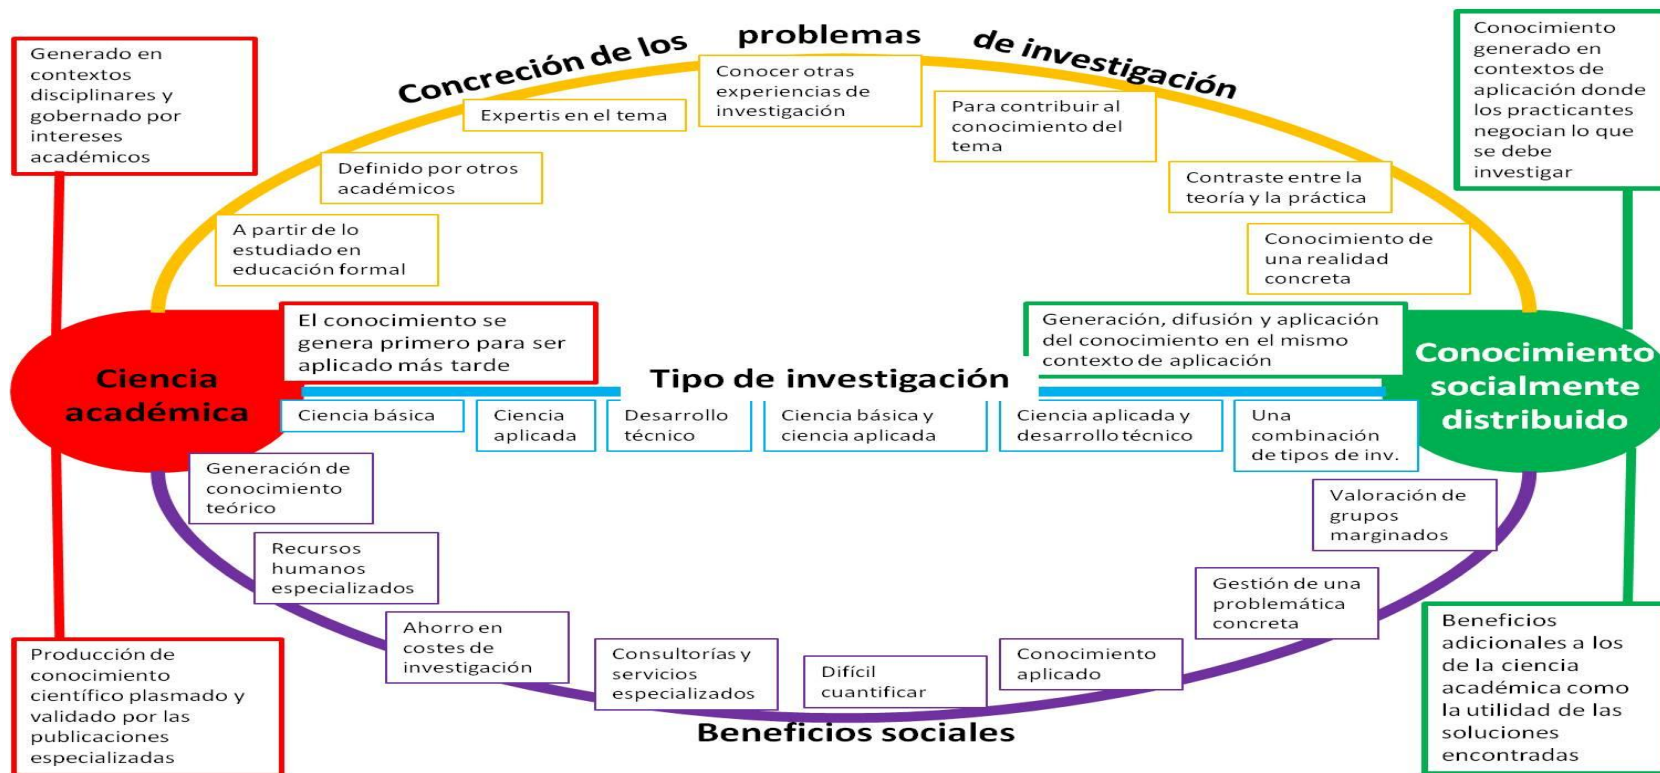 Concreción de los problemas de investigación
Generado en
contextos
disciplinares y
gobernado por
intereses
académicos
A partir de lo
estudiado en
educación formal
Definido por otros
académicos
Expertis en el tema
Conocer otras
experiencias de
investigación
Para contribuir al
conocimiento del
tema
Contraste entre la
teoría y la práctica
Conocimiento de
una realidad
concreta
Conocimiento
generado en
contextos de
aplicación donde
los practicantes
negocian lo que
se debe
investigar
Ciencia
académica
El conocimiento se
genera primero para ser
aplicado más tarde
Tipo de investigación
Generación, difusión y aplicación
del conocimiento en el mismo
contexto de aplicación
Conocimiento
socialmente
distribuido
Ciencia básica
Ciencia
aplicada
Desarrollo
técnico
Ciencia básica y
ciencia aplicada
Ciencia aplicada y
desarrollo técnico
Una
combinación
de tipos de inv.
Generación de
conocimiento
teórico
Recursos
humanos
especializados
Ahorro en
costes de
investigación
Consultorías y
servicios
especializados
Difícil
cuantificar
Conocimiento
aplicado
Gestión de una
problemática
concreta
Valoración de
grupos
marginados
Producción de
conocimiento
científico plasmado y
validado por las
publicaciones
especializadas
Beneficios sociales
Beneficios
adicionales a los
de la ciencia
académica como
la utilidad de las
soluciones
encontradas